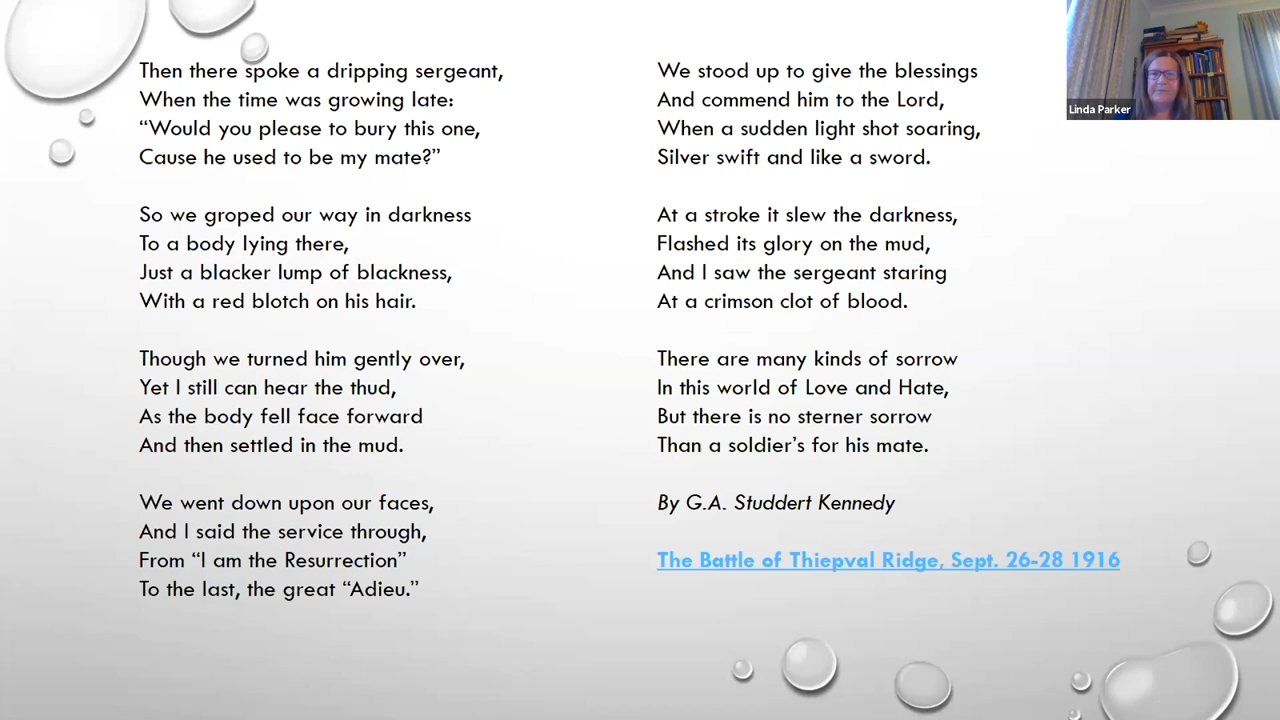 Then there spoke a dripping sergeant,
When the time was growing late:
“Would you please to bury this one,
Cause he used to be my mate?”
So we groped our way in darkness
To a body lying there,
Just a blacker lump of blackness,
With a red blotch on his hair.
Though we turned him gently over,
Yet I still can hear the thud,
As the body fell face forward
And then settled in the mud.
We went down upon our faces,
And I said the service through,
From “I am the Resurrection”
To the last, the great “Adieu.”
We stood up to give the blessings
And commend him to the Lord,
When a sudden light shot soaring,
Silver swift and like a sword.
At a stroke it slew the darkness,
Flashed its glory on the mud,
And I saw the sergeant staring
At a crimson clot of blood.
There are many kinds of sorrow
In this world of Love and Hate,
But there is no sterner sorrow
Than a soldier’s for his mate.
By G.A. Studdert Kennedy
The Battle of Thiepval Ridge, Sept. 26-28 1916
Linda Parker